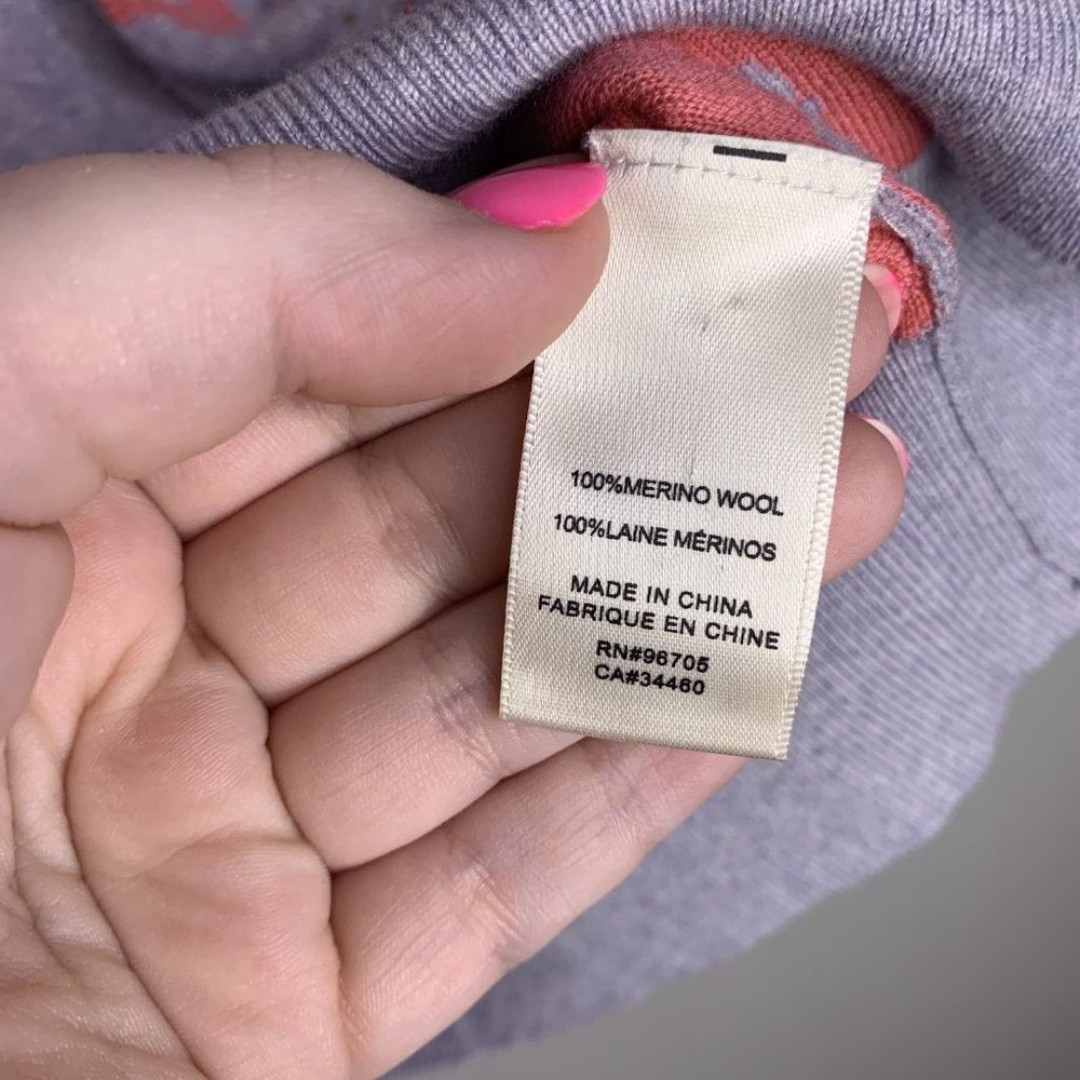 100%MERINO WOOL
100%LAINE MÉRINOS
MADE IN CHINA
FABRIQUE EN CHINE
RN#96705
CA#34460